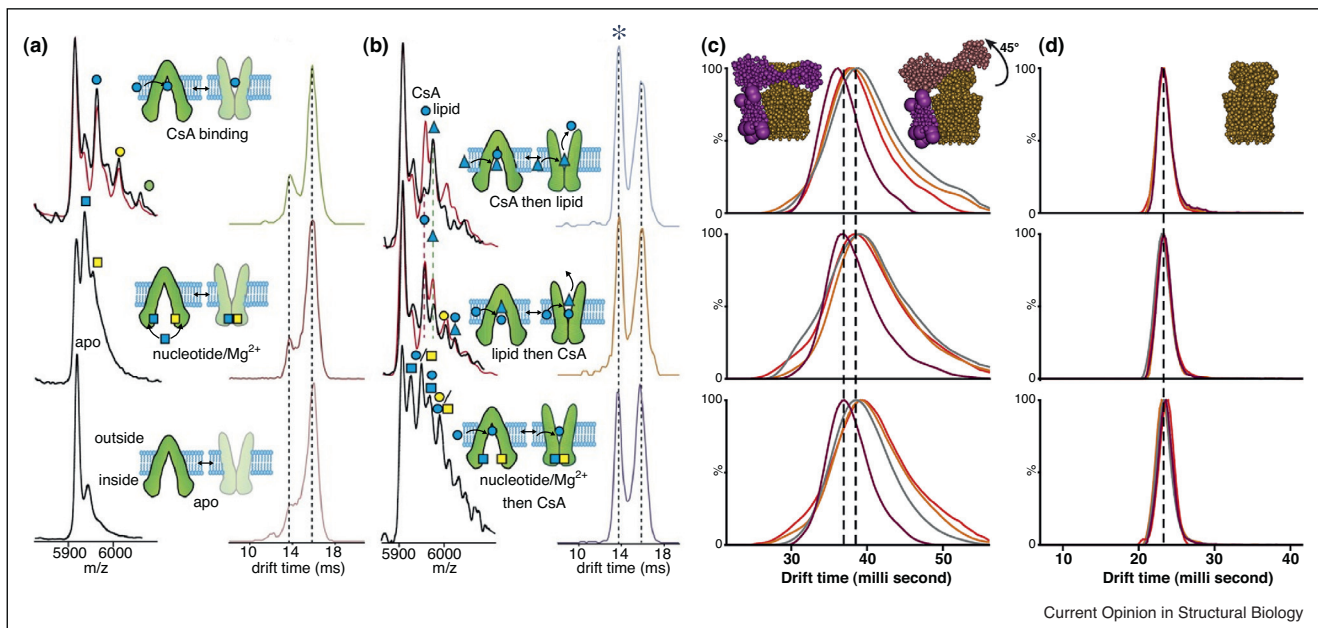 (a)
CsA binding
apo
nucleotide/Mg2+
outside
inside
apo
5900 6000
m/z
10 14 18
drift time (ms)
(b)
*
CsA
lipid
CsA then lipid
lipid then CsA
nucleotide/Mg2+
then CsA
5900 6000
m/z
10 14 18
drift time (ms)
(c)
45°
100
%
0
100
%
0
100
%
0
30 40 50
Drift time (milli second)
(d)
100
%
0
100
%
0
100
%
0
10 20 30 40
Drift time (milli second)
Current Opinion in Structural Biology